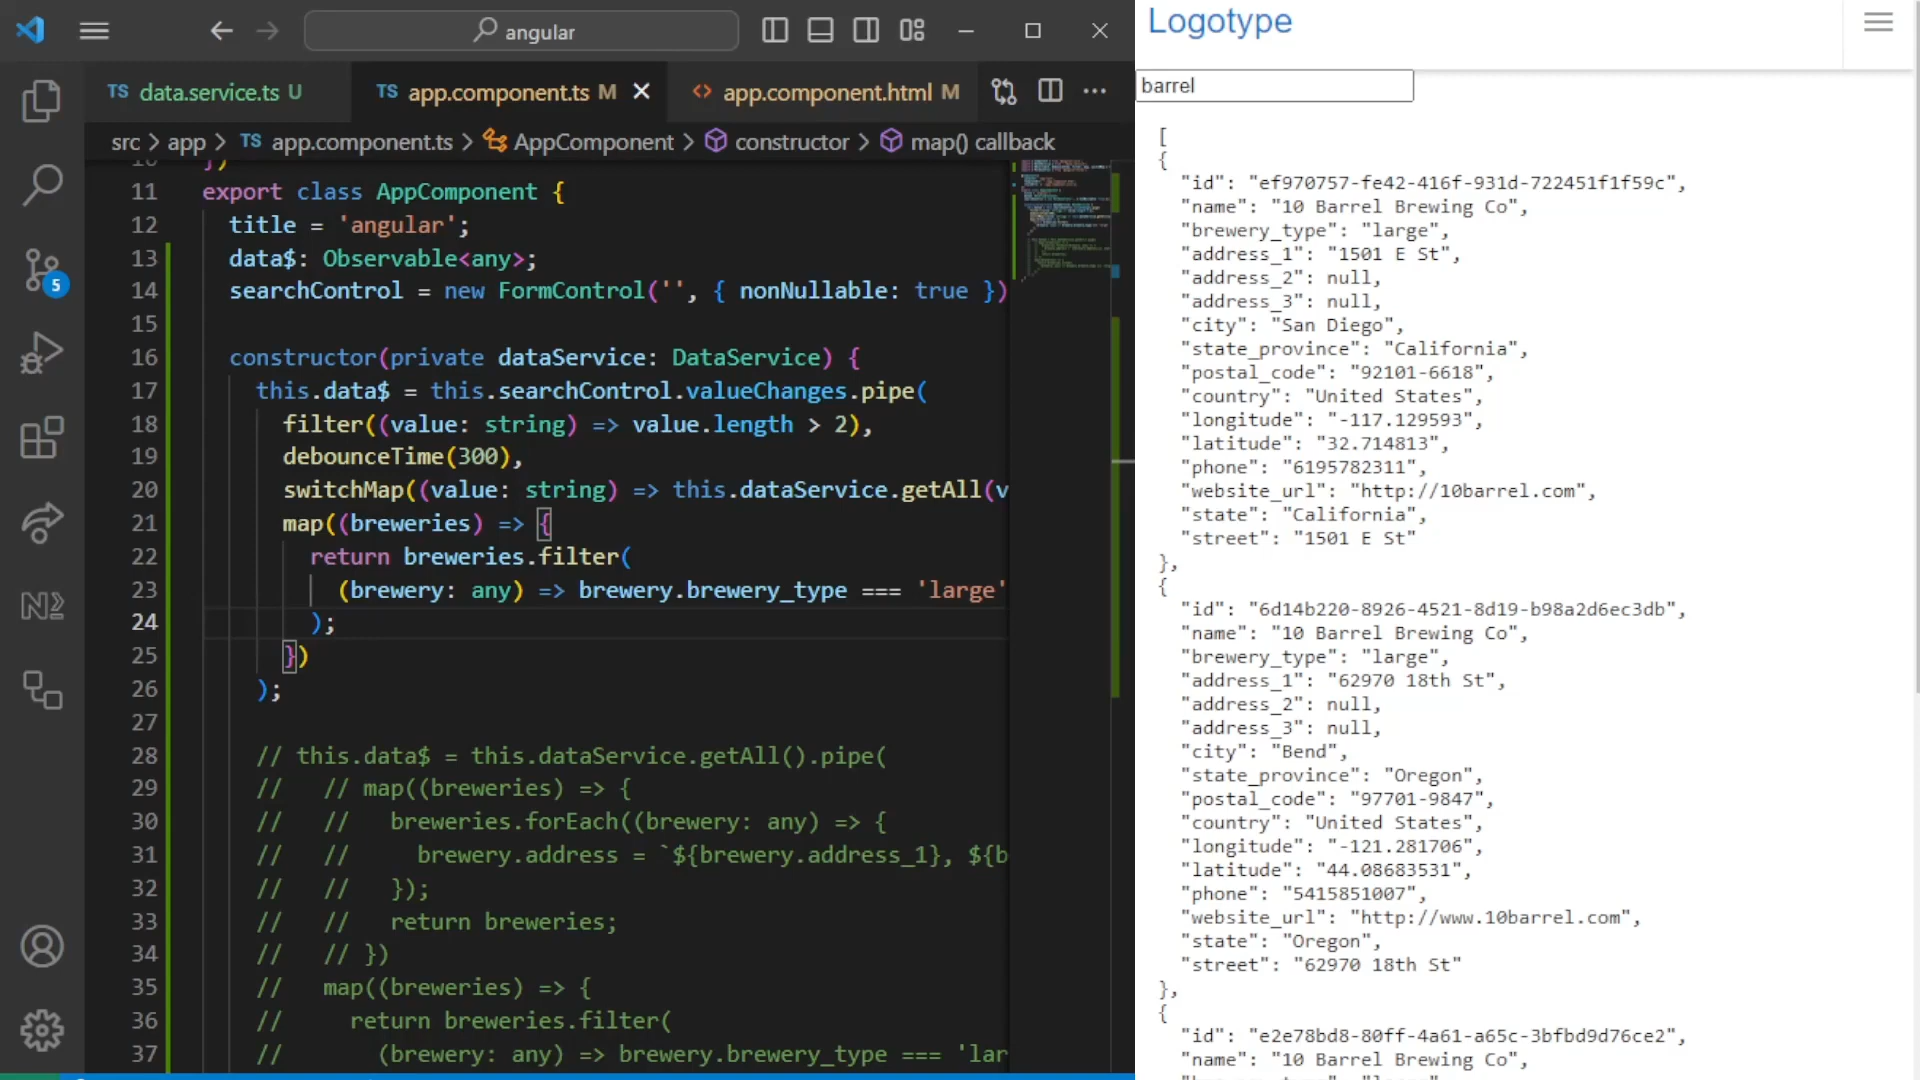 angular
TS data.service.ts U
TS app.component.ts M
<> app.component.html M
src > app > TS app.component.ts > AppComponent > constructor > map() callback
11 export class AppComponent {
12 title = 'angular';
13 data$: Observable<any>;
14 searchControl = new FormControl('', { nonNullable: true })
15
16 constructor(private dataService: DataService) {
17 this.data$ = this.searchControl.valueChanges.pipe(
18 filter((value: string) => value.length > 2),
19 debounceTime(300),
20 switchMap((value: string) => this.dataService.getAll(v
21 map((breweries) => {
22 return breweries.filter(
23 (brewery: any) => brewery.brewery_type === 'large'
24 );
25 })
26 );
27
28 // this.data$ = this.dataService.getAll().pipe(
29 // // map((breweries) => {
30 // // breweries.forEach((brewery: any) => {
31 // // brewery.address = `${brewery.address_1}, ${b
32 // // });
33 // // return breweries;
34 // // })
35 // map((breweries) => {
36 // return breweries.filter(
37 // (brewery: any) => brewery.brewery_type === 'lar
5
Logotype
barrel
[
{
"id": "ef970757-fe42-416f-931d-722451f1f59c",
"name": "10 Barrel Brewing Co",
"brewery_type": "large",
"address_1": "1501 E St",
"address_2": null,
"address_3": null,
"city": "San Diego",
"state_province": "California",
"postal_code": "92101-6618",
"country": "United States",
"longitude": "-117.129593",
"latitude": "32.714813",
"phone": "6195782311",
"website_url": "http://10barrel.com",
"state": "California",
"street": "1501 E St"
},
{
"id": "6d14b220-8926-4521-8d19-b98a2d6ec3db",
"name": "10 Barrel Brewing Co",
"brewery_type": "large",
"address_1": "62970 18th St",
"address_2": null,
"address_3": null,
"city": "Bend",
"state_province": "Oregon",
"postal_code": "97701-9847",
"country": "United States",
"longitude": "-121.281706",
"latitude": "44.08683531",
"phone": "5415851007",
"website_url": "http://www.10barrel.com",
"state": "Oregon",
"street": "62970 18th St"
},
{
"id": "e2e78bd8-80ff-4a61-a65c-3bfbd9d76ce2",
"name": "10 Barrel Brewing Co",